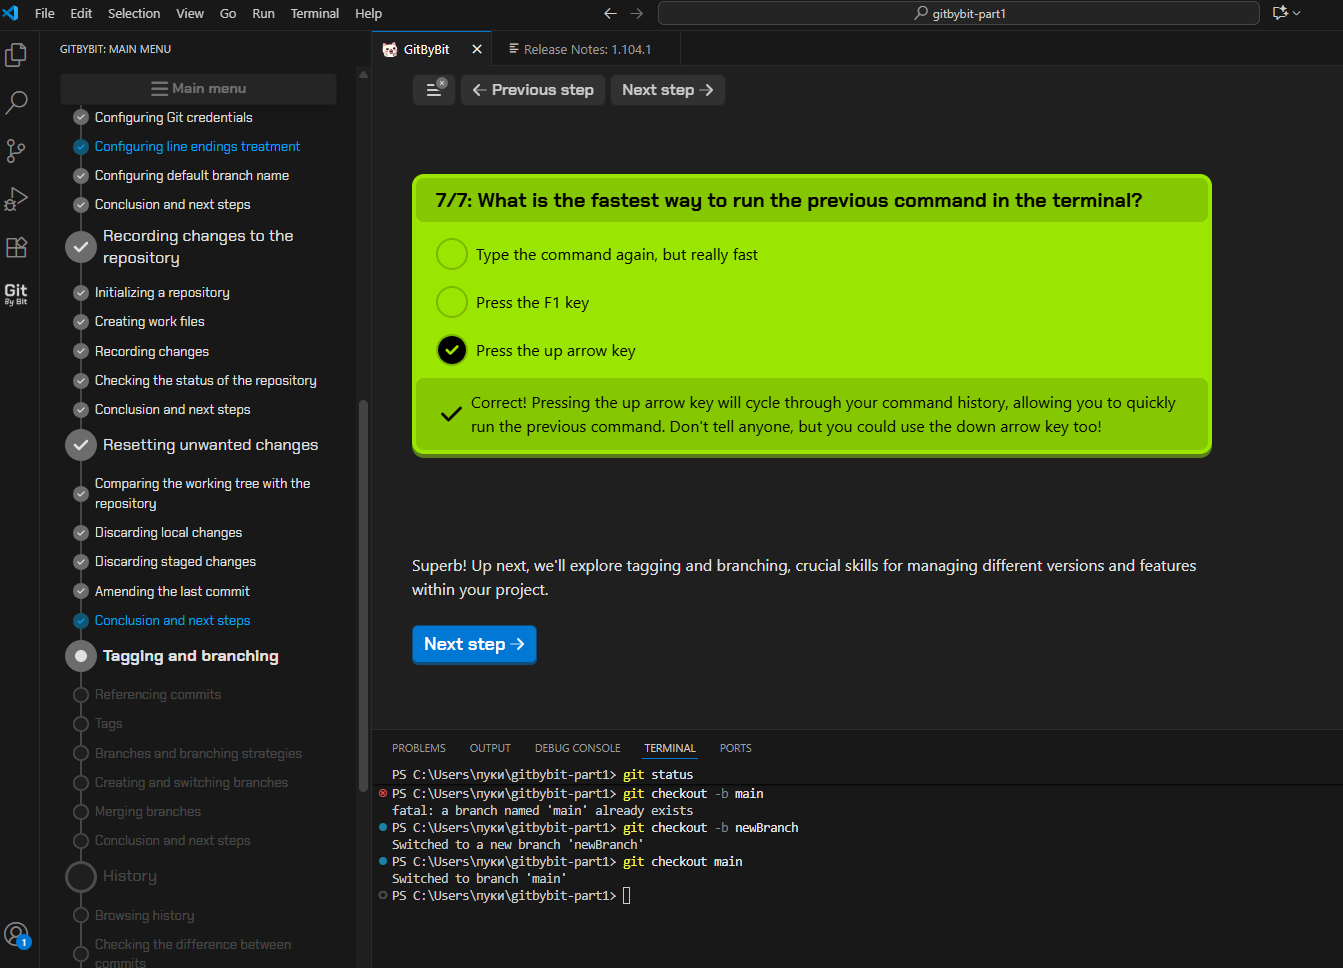 File Edit Selection View Go Run Terminal Help
gitbybit-part1
GITBYBIT: MAIN MENU
GitByBit
Release Notes: 1.104.1
Main menu
Previous step
Next step
Configuring Git credentials
Configuring line endings treatment
Configuring default branch name
Conclusion and next steps
Recording changes to the
repository
Initializing a repository
Creating work files
Recording changes
Checking the status of the repository
Conclusion and next steps
Resetting unwanted changes
Comparing the working tree with the
repository
Discarding local changes
Discarding staged changes
Amending the last commit
Conclusion and next steps
Tagging and branching
Referencing commits
Tags
Branches and branching strategies
Creating and switching branches
Merging branches
Conclusion and next steps
History
Browsing history
Checking the difference between
commits
Git
By Bit
1
7/7: What is the fastest way to run the previous command in the terminal?
Type the command again, but really fast
Press the F1 key
Press the up arrow key
Correct! Pressing the up arrow key will cycle through your command history, allowing you to quickly
run the previous command. Don't tell anyone, but you could use the down arrow key too!
Superb! Up next, we'll explore tagging and branching, crucial skills for managing different versions and features
within your project.
Next step
PROBLEMS OUTPUT DEBUG CONSOLE TERMINAL PORTS
PS C:\Users\пуки\gitbybit-part1> git status
PS C:\Users\пуки\gitbybit-part1> git checkout -b main
fatal: a branch named 'main' already exists
PS C:\Users\пуки\gitbybit-part1> git checkout -b newBranch
Switched to a new branch 'newBranch'
PS C:\Users\пуки\gitbybit-part1> git checkout main
Switched to branch 'main'
PS C:\Users\пуки\gitbybit-part1>